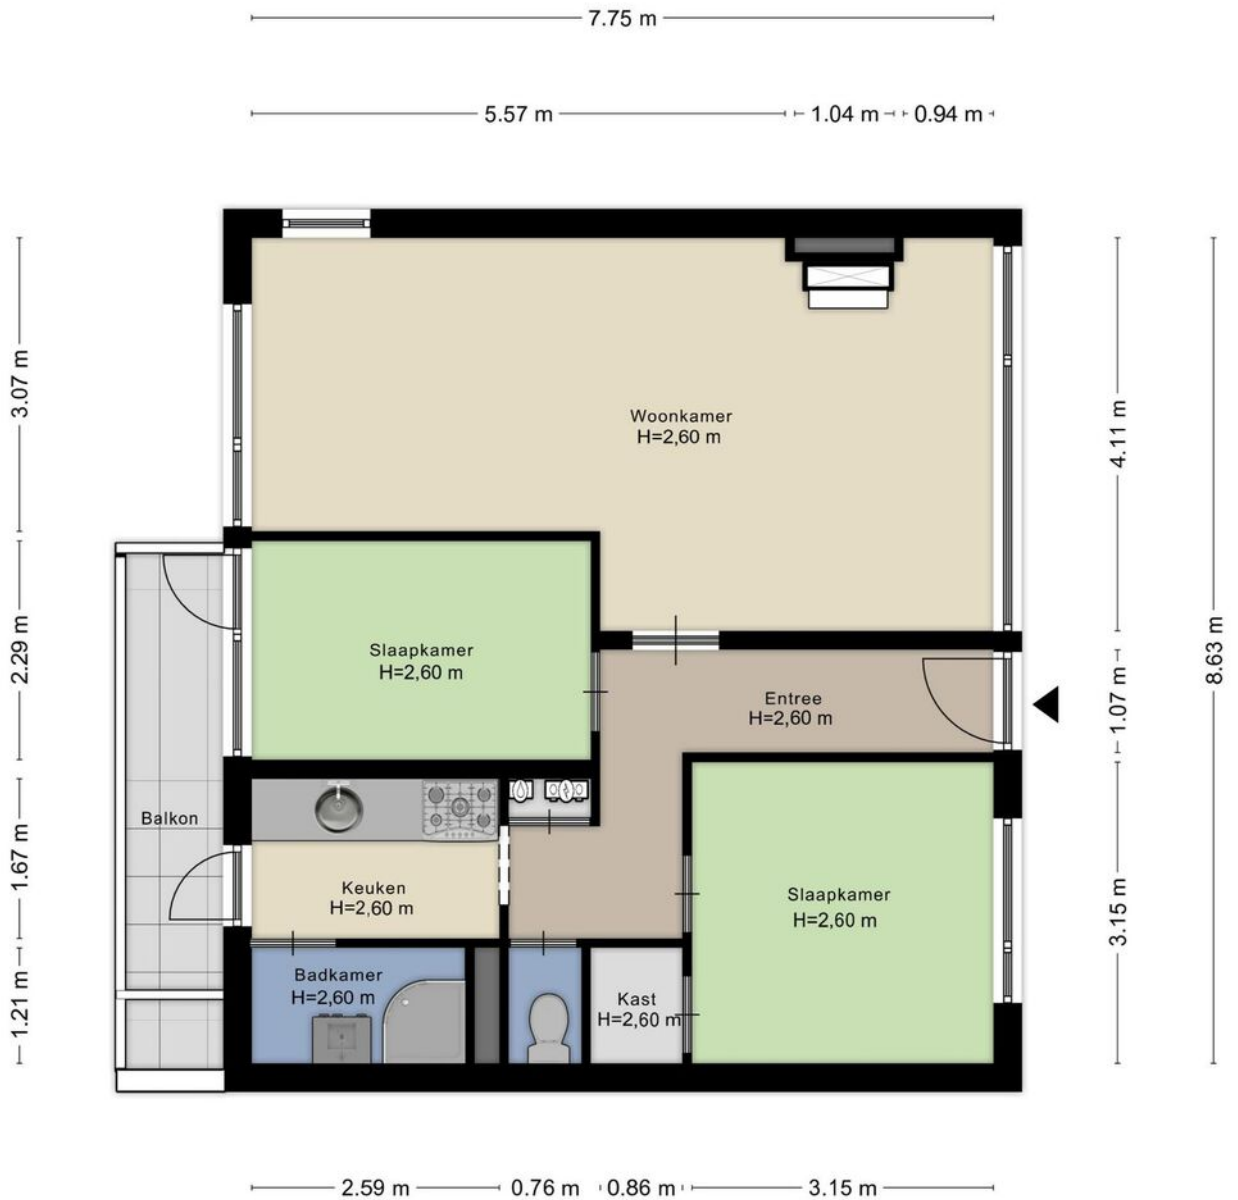 7.75 m
5.57 m
1.04 m
0.94 m
3.07 m
2.29 m
1.67 m
1.21 m
4.11 m
1.07 m
3.15 m
8.63 m
Woonkamer
H=2,60 m
Slaapkamer
H=2,60 m
Entree
H=2,60 m
Balkon
Keuken
H=2,60 m
Slaapkamer
H=2,60 m
Badkamer
H=2,60 m
Kast
H=2,60 m
2.59 m
0.76 m
0.86 m
3.15 m